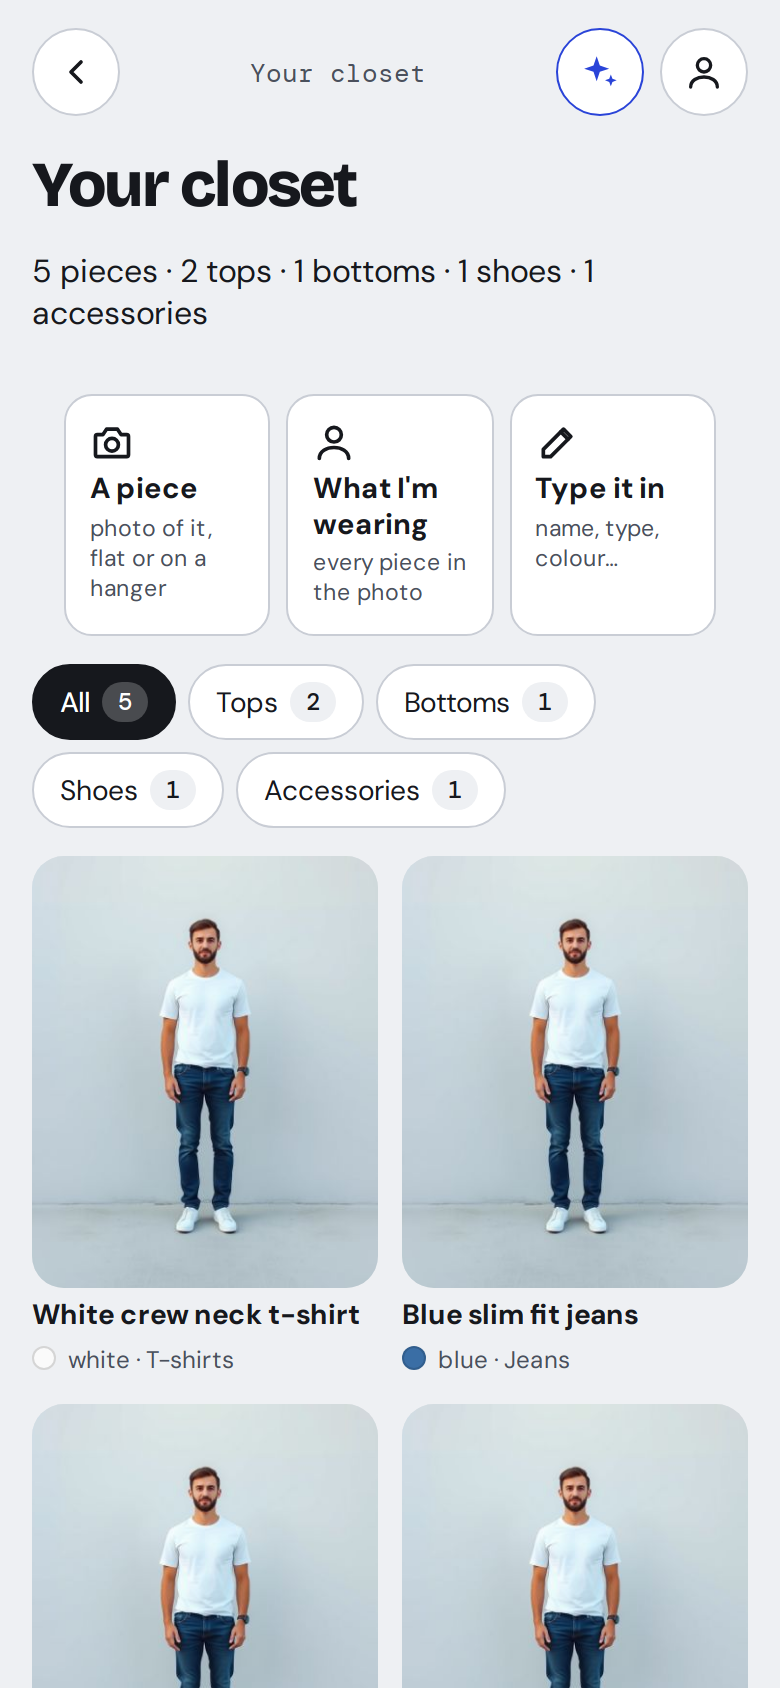 Your closet
Your closet
5 pieces · 2 tops · 1 bottoms · 1 shoes · 1
accessories
A piece
photo of it,
flat or on a
hanger
What I'm
wearing
every piece in
the photo
Type it in
name, type,
colour…
All 5
Tops 2
Bottoms 1
Shoes 1
Accessories 1
White crew neck t-shirt
white · T-shirts
Blue slim fit jeans
blue · Jeans